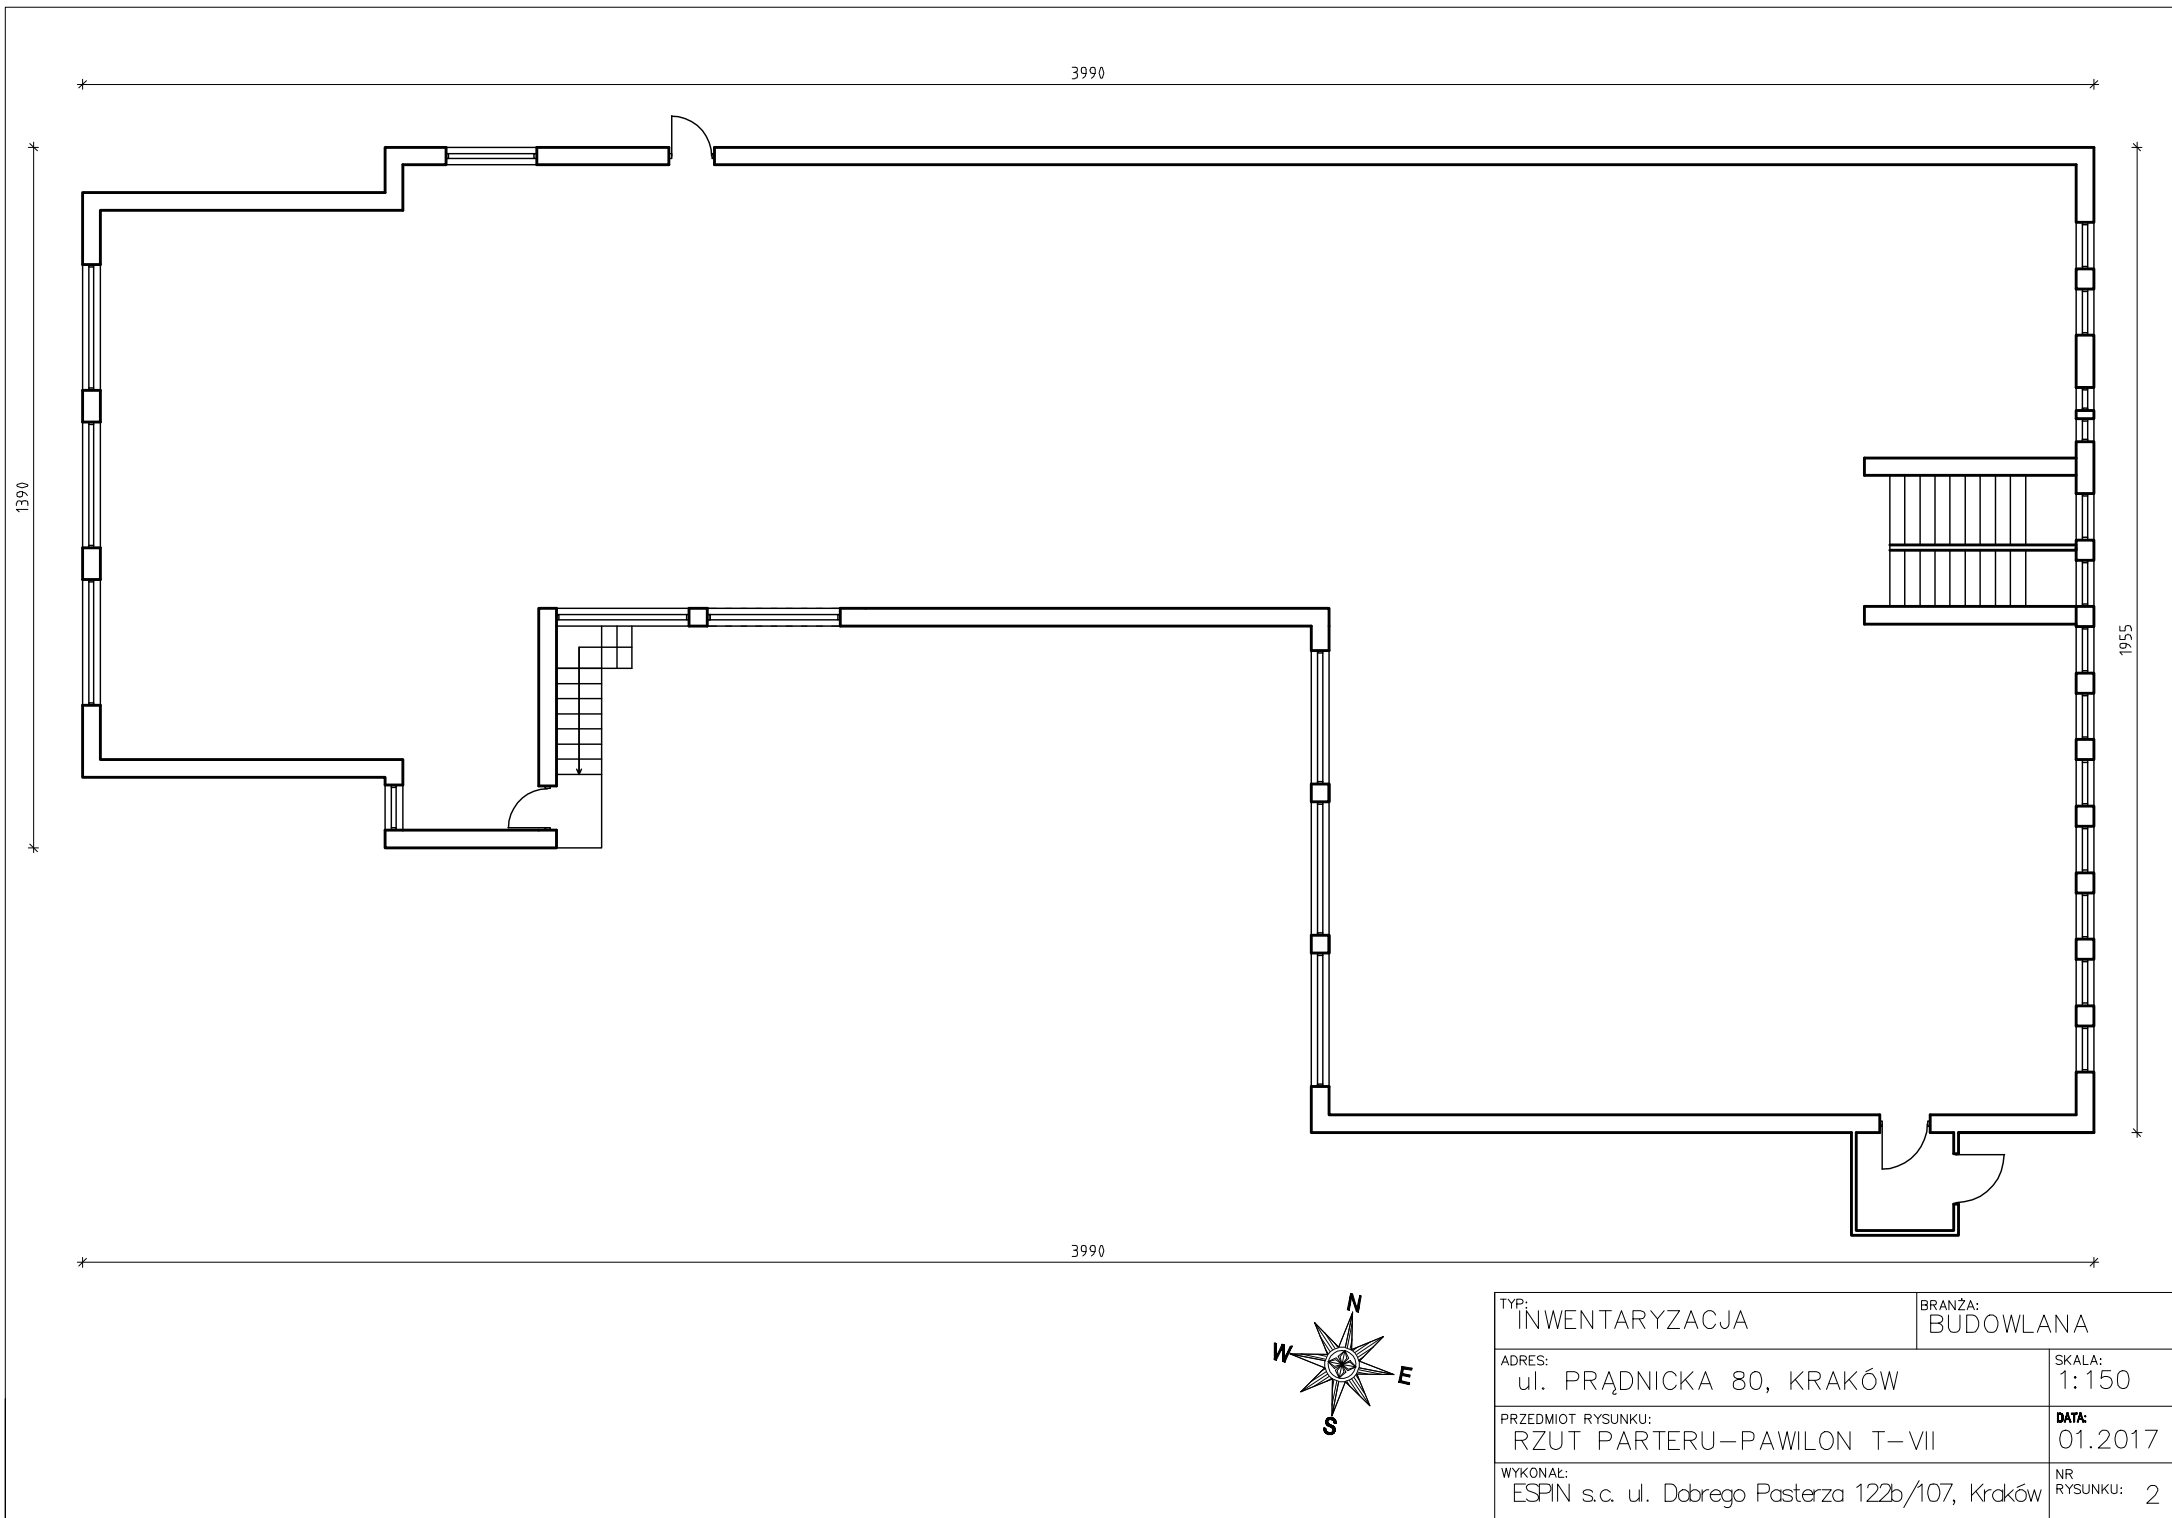 3990
1390
1955
3990
N
W
E
S
TYP:
INWENTARYZACJA
BRANŻA:
BUDOWLANA
ADRES:
ul. PRĄDNICKA 80, KRAKÓW
SKALA:
1:150
PRZEDMIOT RYSUNKU:
RZUT PARTERU-PAWILON T-VII
DATA:
01.2017
WYKONAŁ:
ESPIN s.c. ul. Dobrego Pasterza 122b/107, Kraków
NR
RYSUNKU: 2